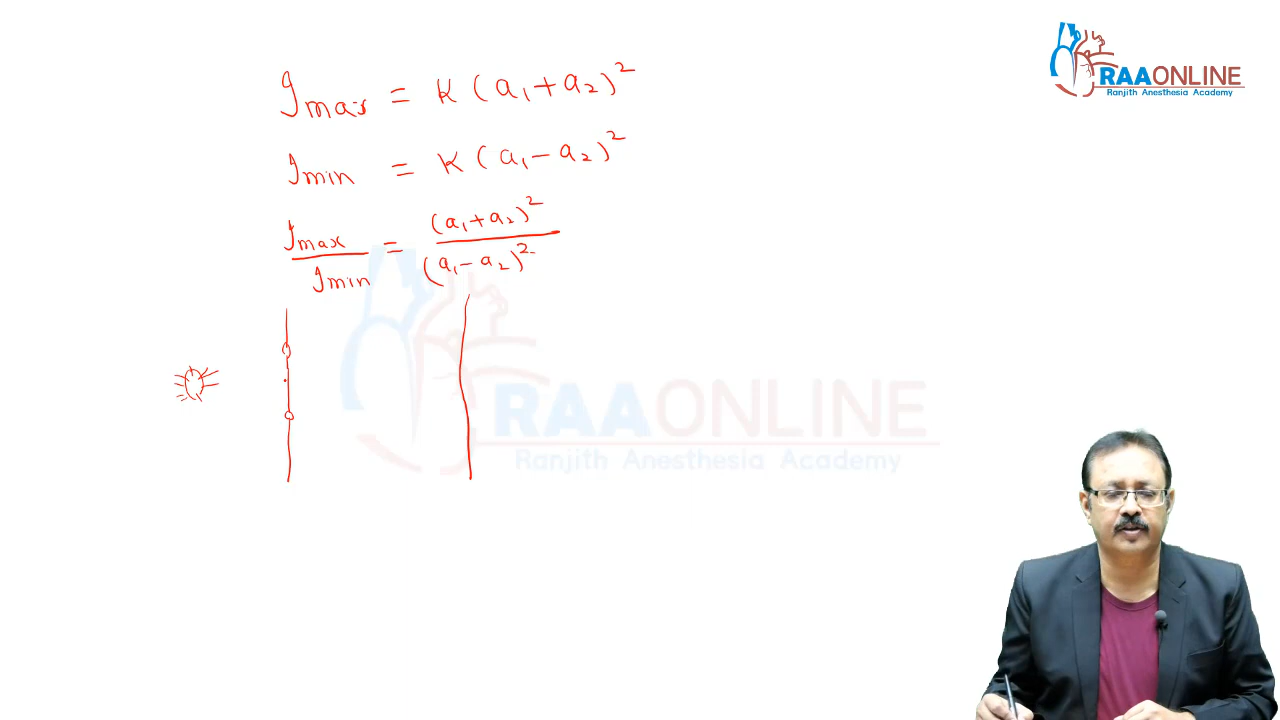 RAAONLINE
Ranjith Anesthesia Academy
Imax = K (a₁ + a₂)²
Imin = K (a₁ − a₂)²
Imax / Imin = (a₁ + a₂)² / (a₁ − a₂)²
RAAONLINE
Ranjith Anesthesia Academy